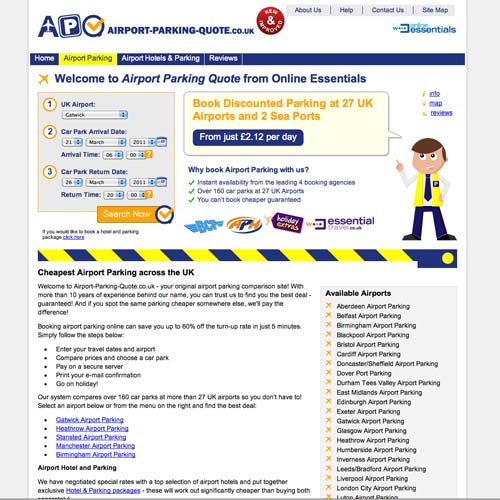 AIRPORT-PARKING-QUOTE.CO.UK
NEW & IMPROVED
About Us | Help | Contact Us | Site Map
online essentials
Home
Airport Parking
Airport Hotels & Parking
Reviews
Welcome to Airport Parking Quote from Online Essentials
1 UK Airport:
Gatwick
2 Car Park Arrival Date:
21 March 2011
Arrival Time: 06 00
3 Car Park Return Date:
26 March 2011
Return Time: 20 00
Search Now
If you would like to book a hotel and parking
package click here
Book Discounted Parking at 27 UK
Airports and 2 Sea Ports
From just £2.12 per day
Why book Airport Parking with us?
Instant availability from the leading 4 booking agencies
Over 160 car parks at 27 UK Airports
You can't book cheaper guaranteed
BCP
APH
holiday extras
essential travel.co.uk
info
map
reviews
P
Cheapest Airport Parking across the UK
Welcome to Airport-Parking-Quote.co.uk - your original airport parking comparison site! With
more than 10 years of experience behind our name, you can trust us to find you the best deal -
guaranteed! And if you spot the same parking cheaper somewhere else, we'll pay the
difference!
Booking airport parking online can save you up to 60% off the turn-up rate in just 5 minutes.
Simply follow the steps below:
Enter your travel dates and airport
Compare prices and choose a car park
Pay on a secure server
Print your e-mail confirmation
Go on holiday!
Our system compares over 160 car parks at more than 27 UK airports so you don't have to!
Select an airport below or from the menu on the right and find the best deal:
Gatwick Airport Parking
Heathrow Airport Parking
Stansted Airport Parking
Manchester Airport Parking
Birmingham Airport Parking
Airport Hotel and Parking
We have negotiated special rates with a top selection of airport hotels and put together
exclusive Hotel & Parking packages - these will work out significantly cheaper than buying both
Available Airports
Aberdeen Airport Parking
Belfast Airport Parking
Birmingham Airport Parking
Blackpool Airport Parking
Bristol Airport Parking
Cardiff Airport Parking
Doncaster/Sheffield Airport Parking
Dover Port Parking
Durham Tees Valley Airport Parking
East Midlands Airport Parking
Edinburgh Airport Parking
Exeter Airport Parking
Gatwick Airport Parking
Glasgow Airport Parking
Heathrow Airport Parking
Humberside Airport Parking
Inverness Airport Parking
Leeds/Bradford Airport Parking
Liverpool Airport Parking
London City Airport Parking
Luton Airport Parking